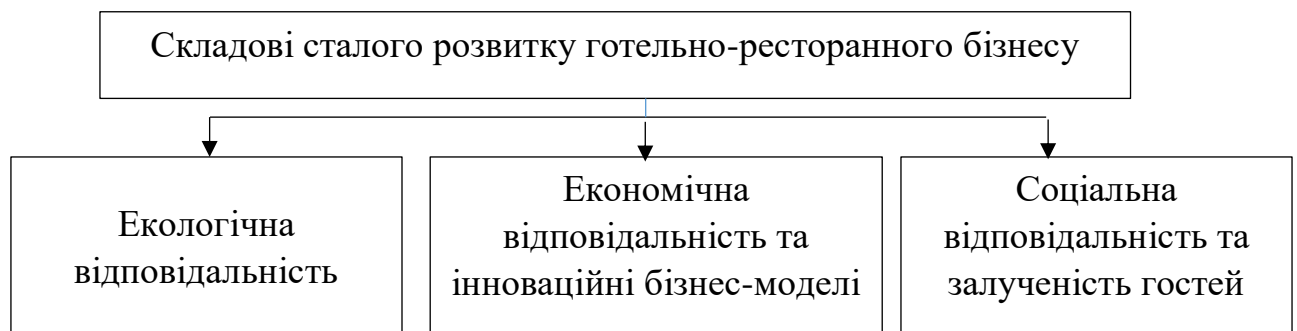 Складові сталого розвитку готельно-ресторанного бізнесу
Екологічна
відповідальність
Економічна
відповідальність та
інноваційні бізнес-моделі
Соціальна
відповідальність та
залученість гостей